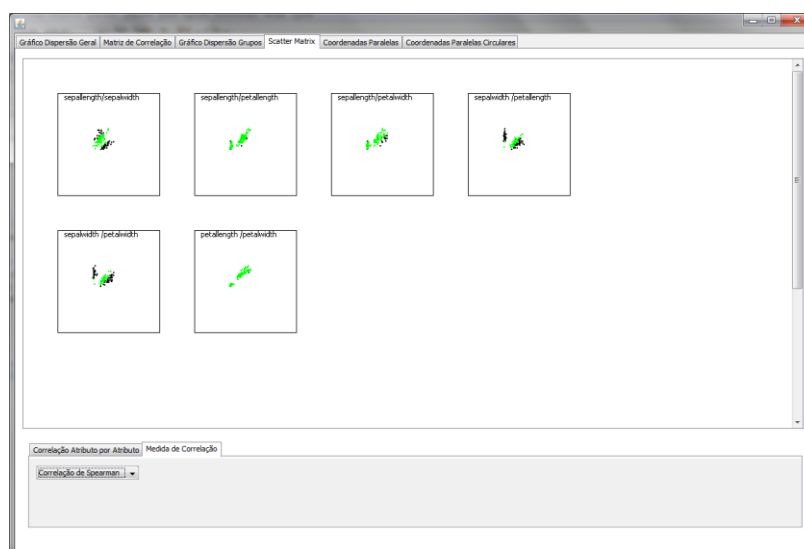 Gráfico Dispersão Geral Matriz de Correlação Gráfico Dispersão Grupos Scatter Matrix Coordenadas Paralelas Coordenadas Paralelas Circulares
sepallength/sepalwidth sepallength/petallength sepallength/petalwidth sepalwidth /petallength
sepalwidth /petalwidth petallength /petalwidth
Correlação Atributo por Atributo Medida de Correlação
Correlação de Spearman